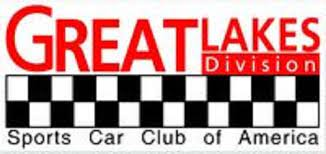 GREAT LAKES
Division
Sports Car Club of America